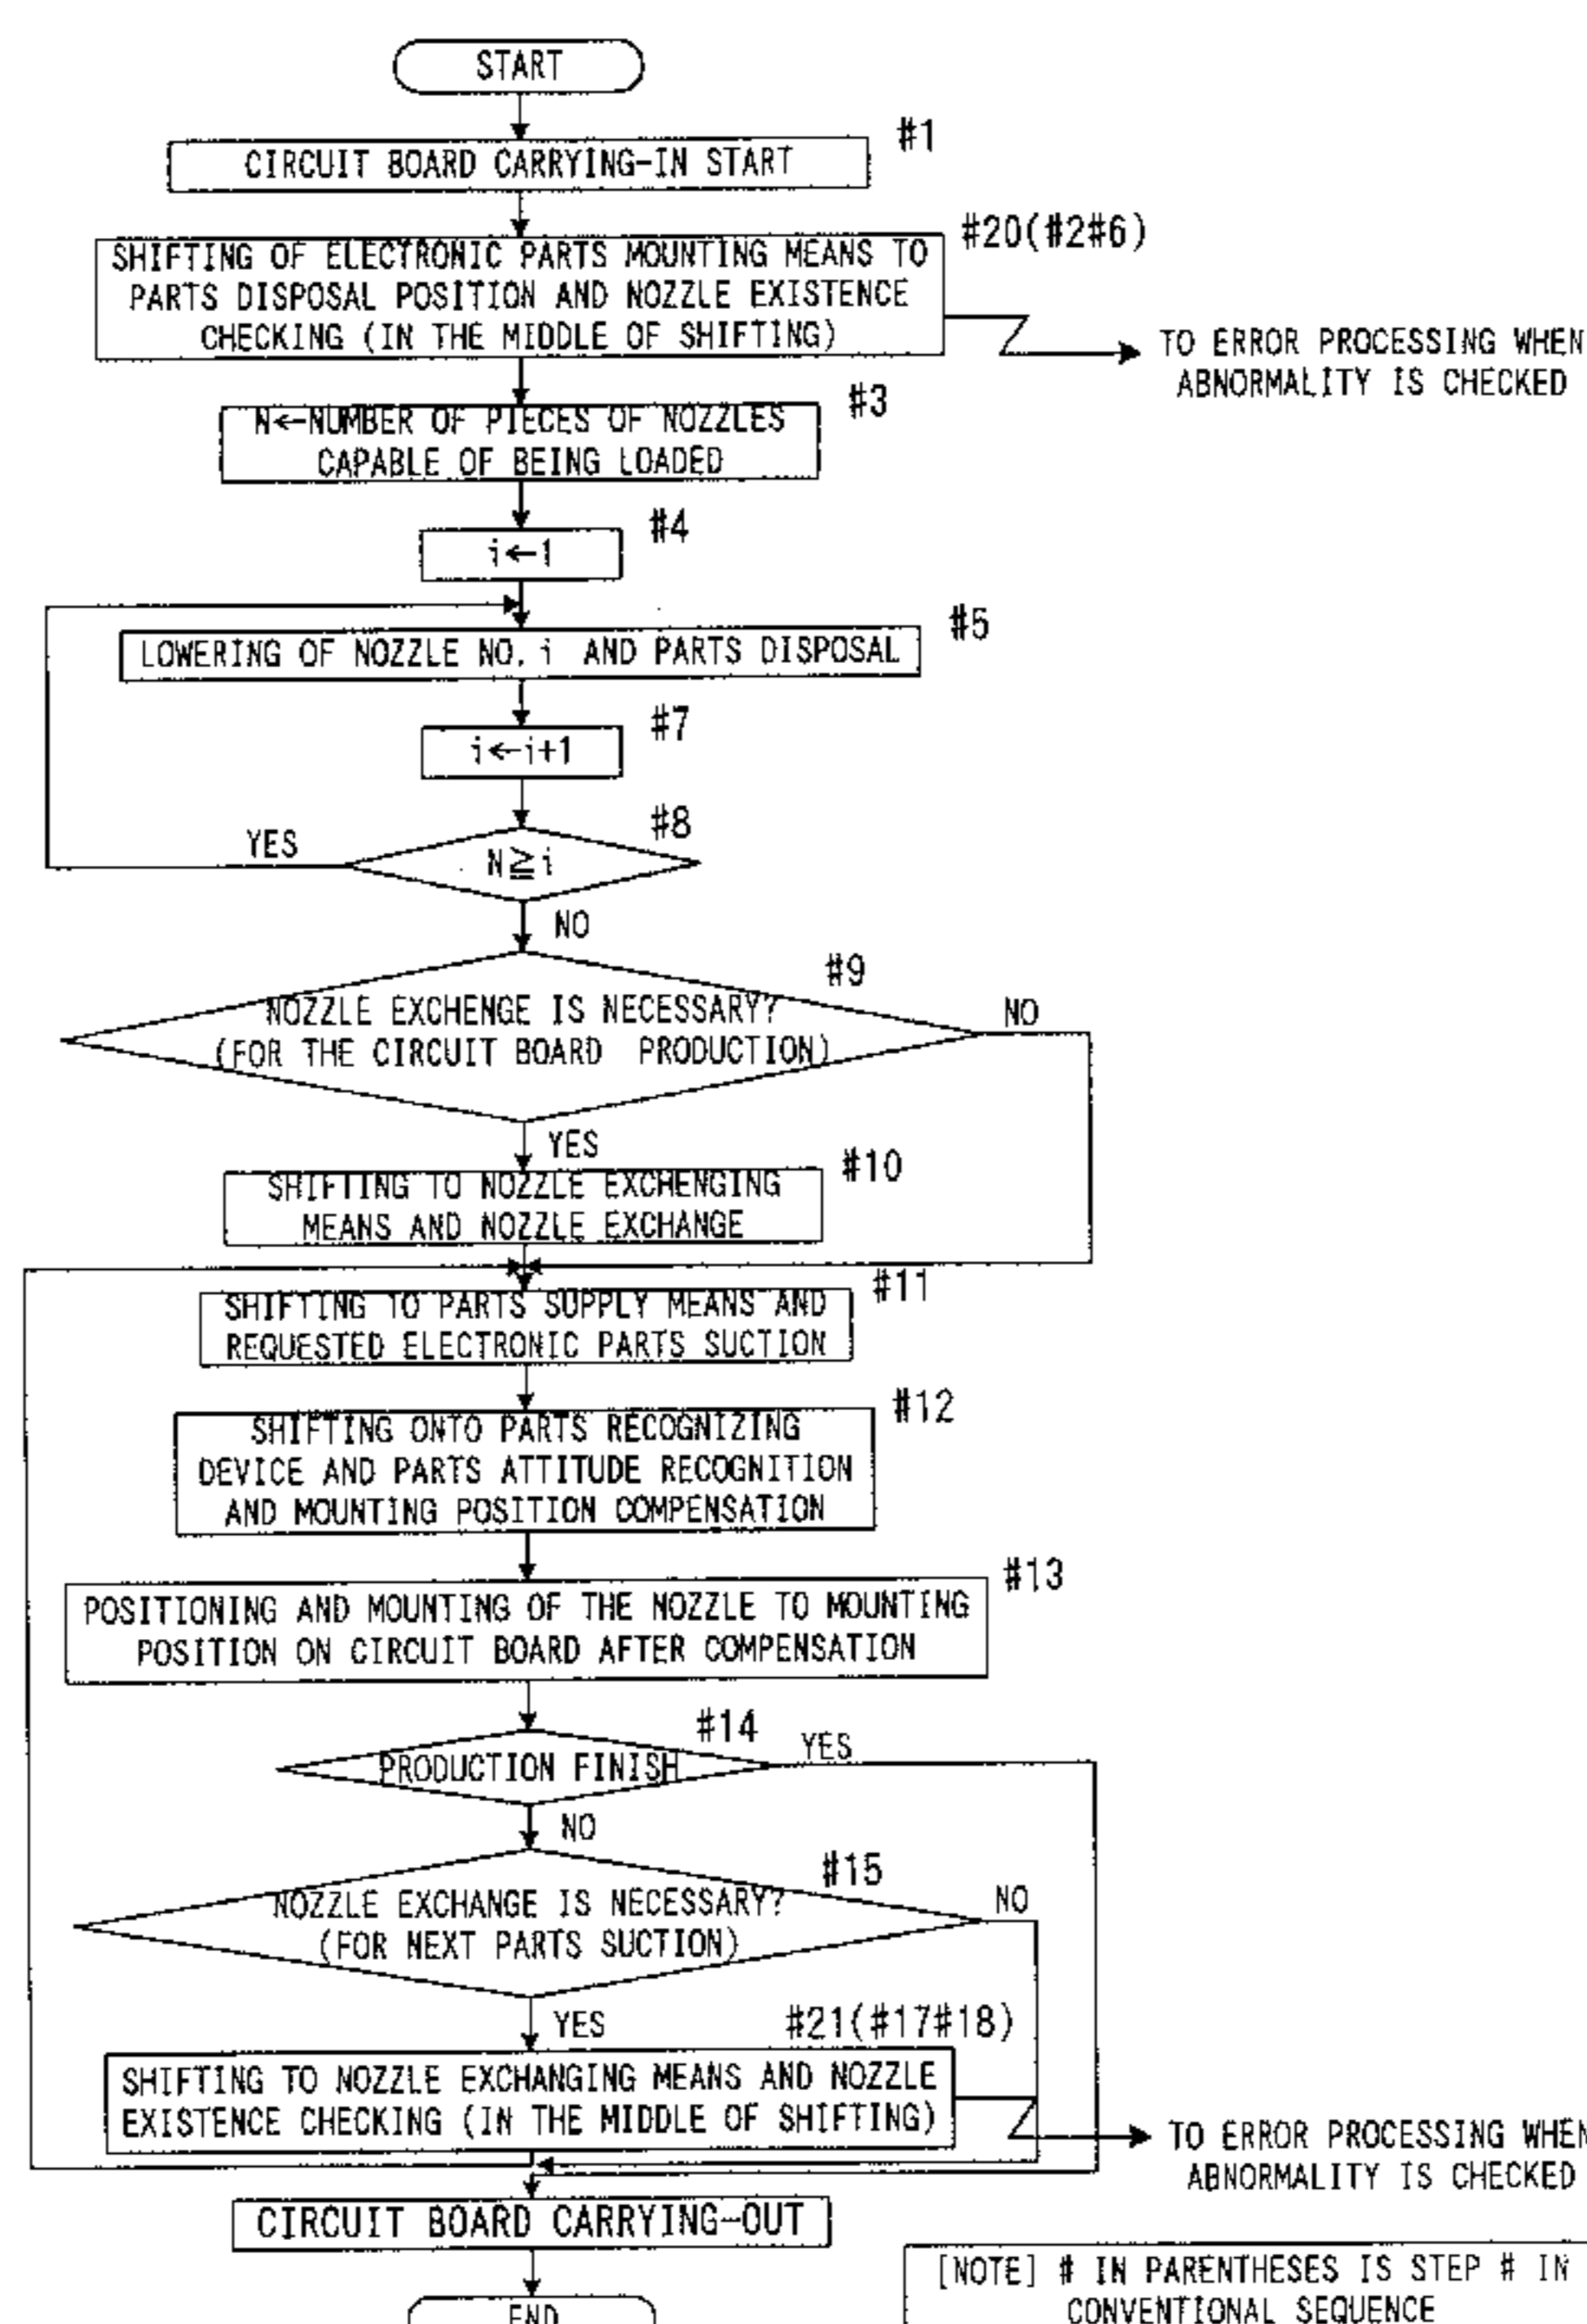 START
#1
CIRCUIT BOARD CARRYING-IN START
#20(#2#6)
SHIFTING OF ELECTRONIC PARTS MOUNTING MEANS TO
PARTS DISPOSAL POSITION AND NOZZLE EXISTENCE
CHECKING (IN THE MIDDLE OF SHIFTING)
TO ERROR PROCESSING WHEN
ABNORMALITY IS CHECKED
#3
N←NUMBER OF PIECES OF NOZZLES
CAPABLE OF BEING LOADED
#4
i←1
#5
LOWERING OF NOZZLE NO. i AND PARTS DISPOSAL
#7
i←i+1
#8
YES
N≧i
NO
#9
NOZZLE EXCHENGE IS NECESSARY?
(FOR THE CIRCUIT BOARD PRODUCTION)
NO
YES
#10
SHIFTING TO NOZZLE EXCHENGING
MEANS AND NOZZLE EXCHANGE
#11
SHIFTING TO PARTS SUPPLY MEANS AND
REQUESTED ELECTRONIC PARTS SUCTION
#12
SHIFTING ONTO PARTS RECOGNIZING
DEVICE AND PARTS ATTITUDE RECOGNITION
AND MOUNTING POSITION COMPENSATION
#13
POSITIONING AND MOUNTING OF THE NOZZLE TO MOUNTING
POSITION ON CIRCUIT BOARD AFTER COMPENSATION
#14
PRODUCTION FINISH
YES
NO
#15
NOZZLE EXCHANGE IS NECESSARY?
(FOR NEXT PARTS SUCTION)
NO
YES
#21(#17#18)
SHIFTING TO NOZZLE EXCHANGING MEANS AND NOZZLE
EXISTENCE CHECKING (IN THE MIDDLE OF SHIFTING)
TO ERROR PROCESSING WHEN
ABNORMALITY IS CHECKED
CIRCUIT BOARD CARRYING-OUT
END
[NOTE] # IN PARENTHESES IS STEP # IN
CONVENTIONAL SEQUENCE